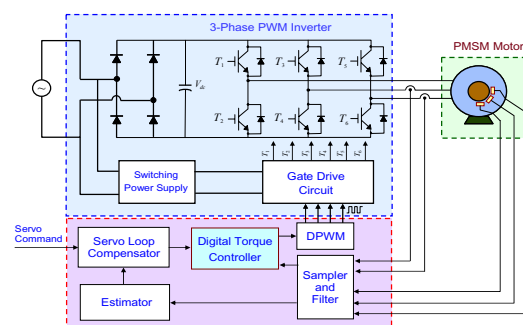 3-Phase PWM Inverter
PMSM Motor
T1
T3
T5
Vdc
T2
T4
T6
Switching
Power Supply
Gate Drive
Circuit
Servo
Command
Servo Loop
Compensator
Digital Torque
Controller
DPWM
Sampler
and
Filter
Estimator